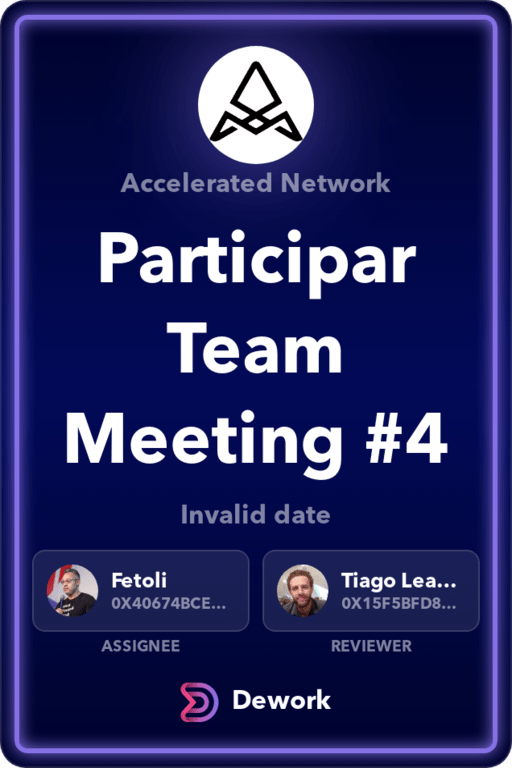 Accelerated Network
Participar
Team
Meeting #4
Invalid date
Fetoli
0X40674BCE...
Tiago Lea...
0X15F5BFD8...
ASSIGNEE
REVIEWER
Dework